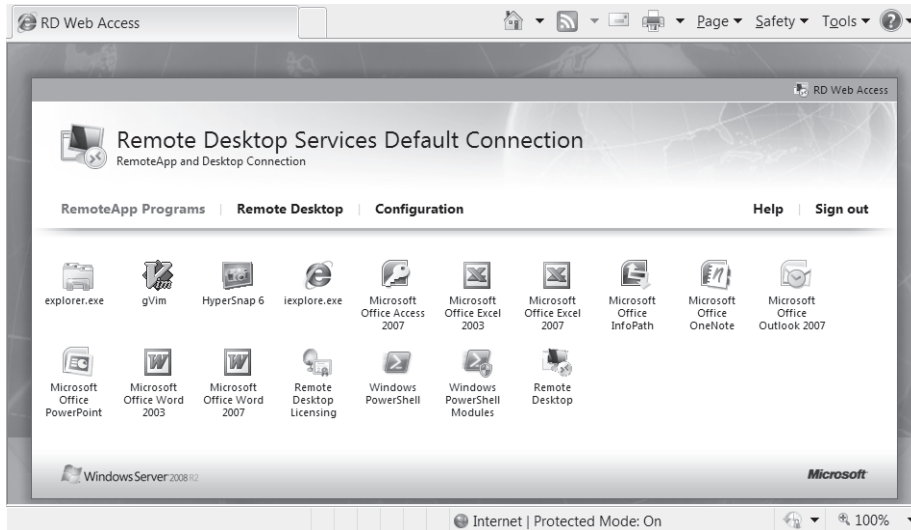 RD Web Access
Page Safety Tools
RD Web Access
Remote Desktop Services Default Connection
RemoteApp and Desktop Connection
RemoteApp Programs | Remote Desktop | Configuration
Help | Sign out
explorer.exe
gVim
HyperSnap 6
iexplore.exe
Microsoft
Office Access
2007
Microsoft
Office Excel
2003
Microsoft
Office Excel
2007
Microsoft
Office
InfoPath
Microsoft
Office
OneNote
Microsoft
Office
Outlook 2007
Microsoft
Office
PowerPoint
Microsoft
Office Word
2003
Microsoft
Office Word
2007
Remote
Desktop
Licensing
Windows
PowerShell
Windows
PowerShell
Modules
Remote
Desktop
Windows Server 2008 R2
Microsoft
Internet | Protected Mode: On
100%